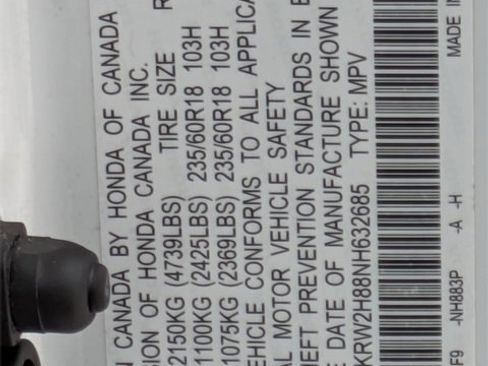 CANADA BY HONDA OF CANADA
SION OF HONDA CANADA INC.
2150KG (4739LBS) TIRE SIZE R
1100KG (2425LBS) 235/60R18 103H
1075KG (2369LBS) 235/60R18 103H
EHICLE CONFORMS TO ALL APPLICA
AL MOTOR VEHICLE SAFETY
HEFT PREVENTION STANDARDS IN E
E DATE OF MANUFACTURE SHOWN
KRW2H88NH632685 TYPE: MPV
F9 -NH883P -A -H MADE IN